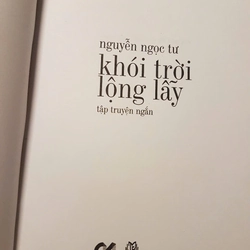 nguyễn ngọc tư
khói trời
lộng lẫy
tập truyện ngắn